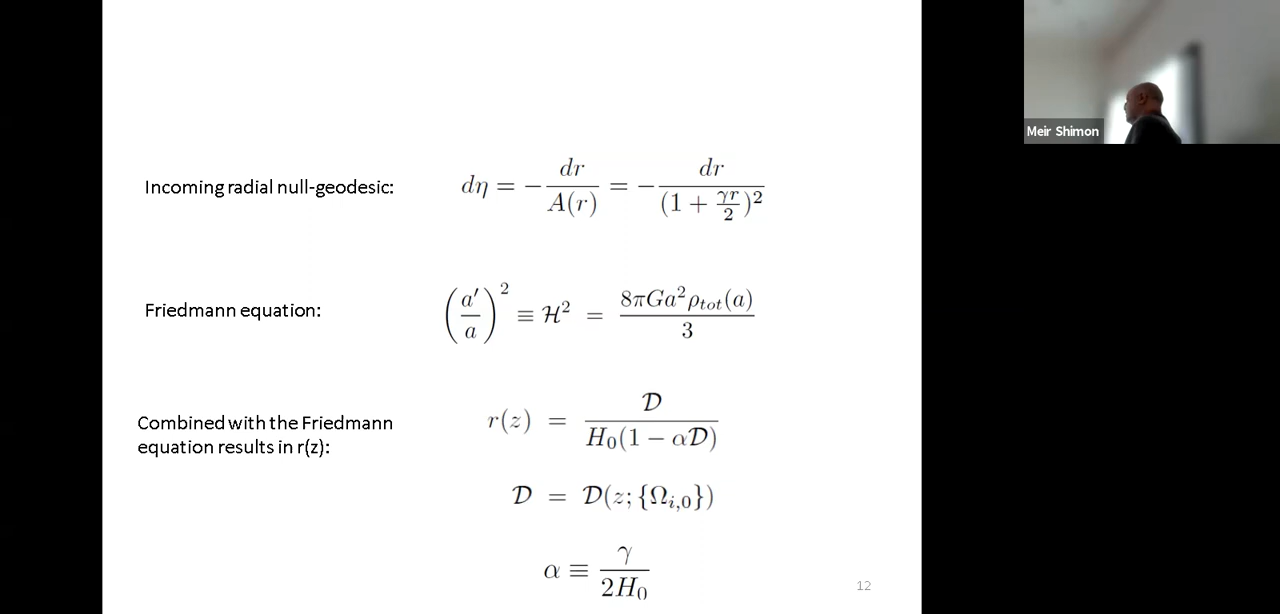 Meir Shimon
Incoming radial null-geodesic: dη = − dr / A(r) = − dr / (1 + γr/2)²
Friedmann equation: (a′/a)² ≡ ℋ² = 8πGa²ρ_tot(a) / 3
Combined with the Friedmann
equation results in r(z): r(z) = 𝒟 / H₀(1 − α𝒟)
𝒟 = 𝒟(z; {Ω_{i,0}})
α ≡ γ / 2H₀
12